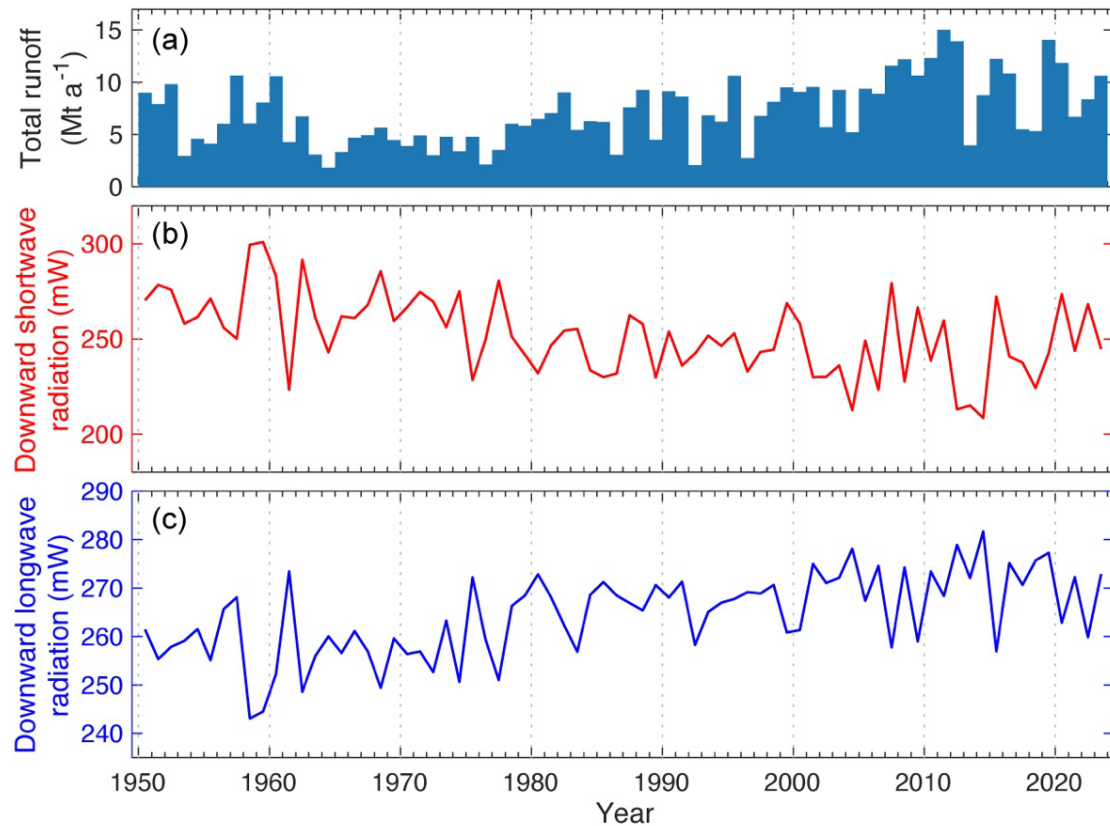 (a)
Total runoff
(Mt a⁻¹)
15
10
5
0
(b)
Downward shortwave
radiation (mW)
300
250
200
(c)
Downward longwave
radiation (mW)
290
280
270
260
250
240
1950 1960 1970 1980 1990 2000 2010 2020
Year